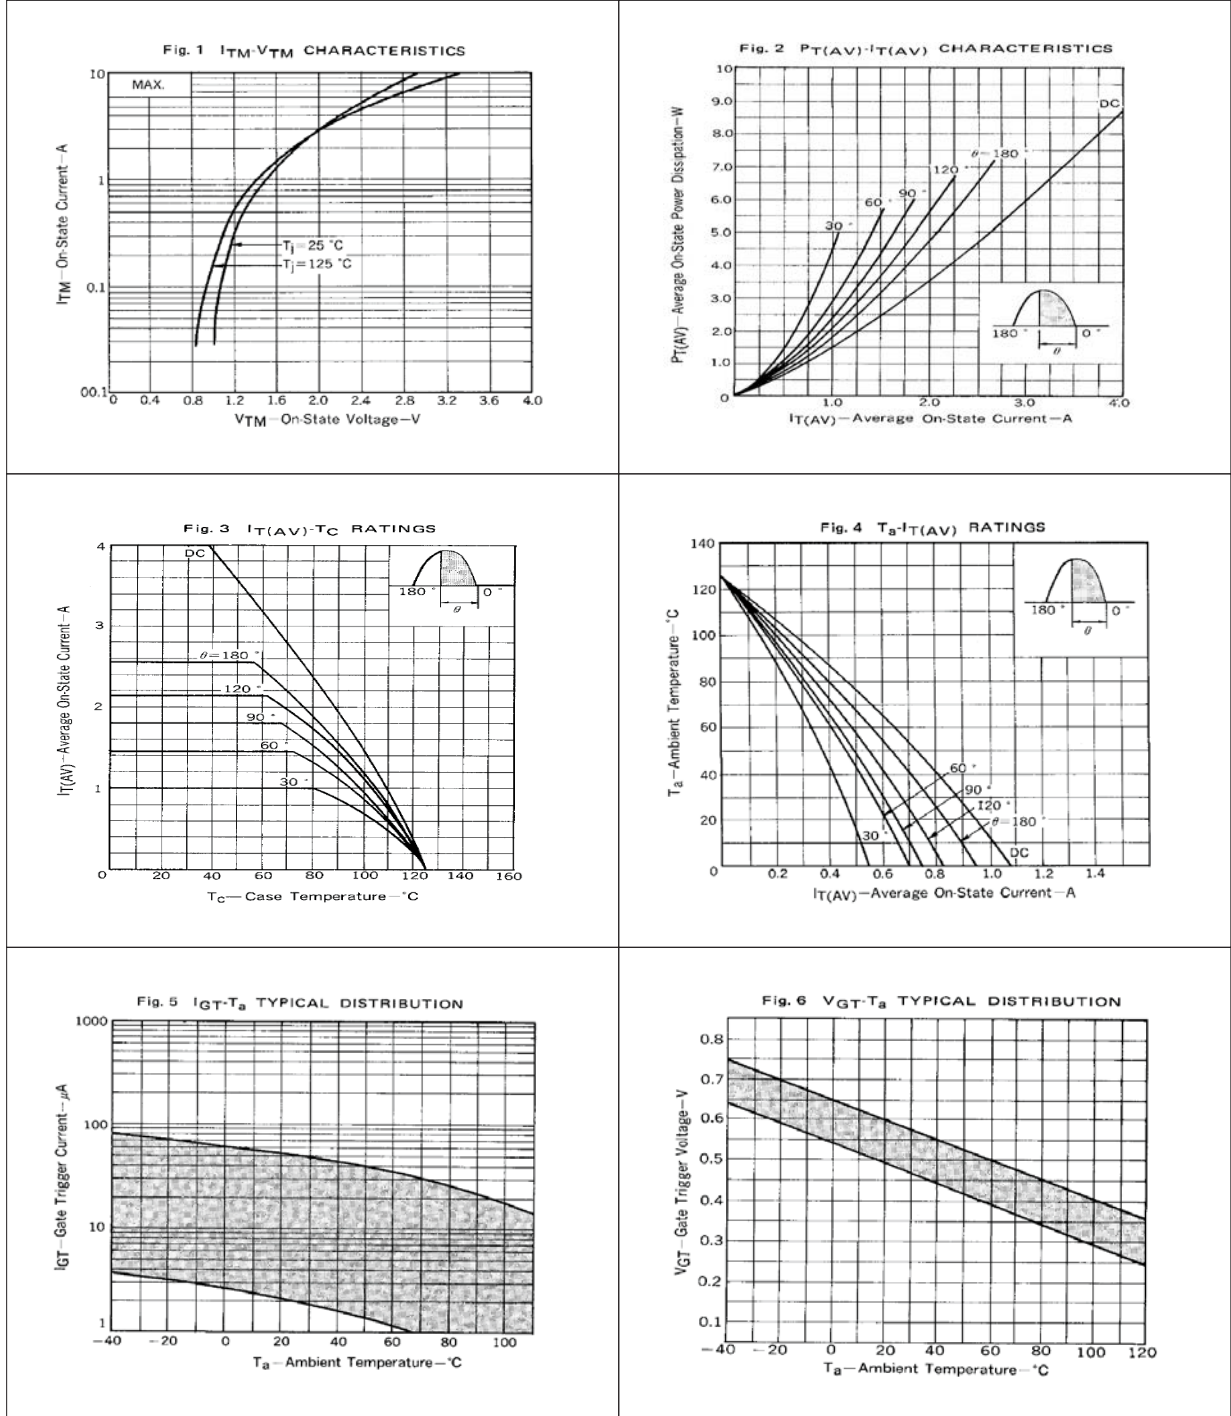 Fig. 1 ITM-VTM CHARACTERISTICS
MAX.
10
1
0.1
00.1
ITM—On-State Current—A
Tj=25 °C
Tj=125 °C
0 0.4 0.8 1.2 1.6 2.0 2.4 2.8 3.2 3.6 4.0
VTM—On-State Voltage—V
Fig. 2 PT(AV)-IT(AV) CHARACTERISTICS
10
9.0
8.0
7.0
6.0
5.0
4.0
3.0
2.0
1.0
0
PT(AV)—Average On-State Power Dissipation—W
DC
θ=180 °
120 °
90 °
60 °
30 °
180 ° 0 °
θ
1.0 2.0 3.0 4.0
IT(AV)—Average On-State Current—A
Fig. 3 IT(AV)-TC RATINGS
4
3
2
1
IT(AV)—Average On-State Current—A
DC
θ=180 °
120 °
90 °
60 °
30 °
180 ° 0 °
θ
0 20 40 60 80 100 120 140 160
TC—Case Temperature—°C
Fig. 4 Ta-IT(AV) RATINGS
140
120
100
80
60
40
20
0
Ta—Ambient Temperature—°C
180 ° 0 °
θ
60 °
90 °
120 °
θ=180 °
30 °
DC
0.2 0.4 0.6 0.8 1.0 1.2 1.4
IT(AV)—Average On-State Current—A
Fig. 5 IGT-Ta TYPICAL DISTRIBUTION
1000
100
10
1
IGT—Gate Trigger Current—μA
−40 −20 0 20 40 60 80 100
Ta—Ambient Temperature—°C
Fig. 6 VGT-Ta TYPICAL DISTRIBUTION
0.8
0.7
0.6
0.5
0.4
0.3
0.2
0.1
VGT—Gate Trigger Voltage—V
−40 −20 0 20 40 60 80 100 120
Ta—Ambient Temperature—°C